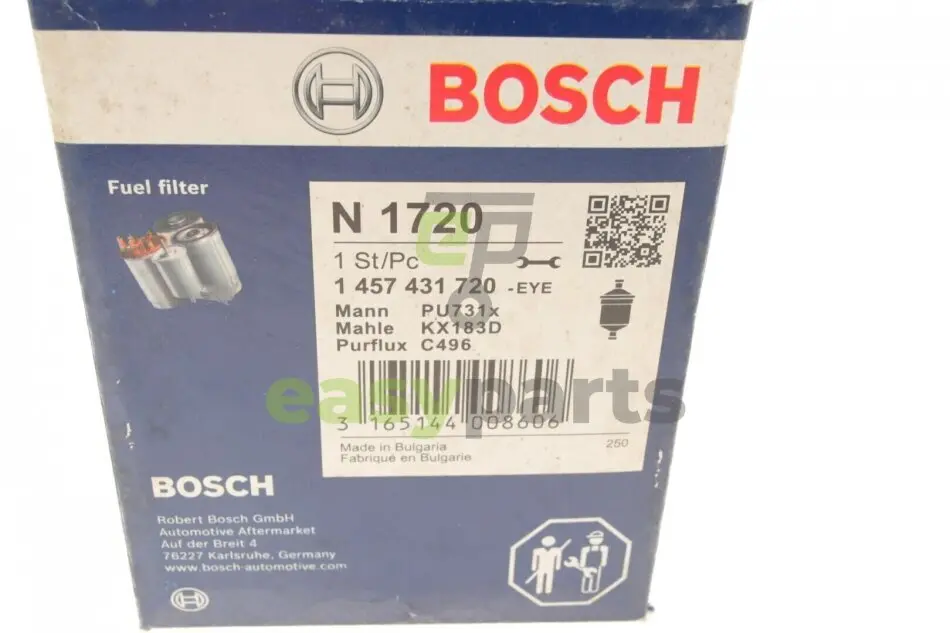 BOSCH
Fuel filter
N 1720
1 St/Pc
1 457 431 720 -EYE
Mann PU731x
Mahle KX183D
Purflux C496
3 165144 008606
easyparts
ep
Made in Bulgaria
Fabriqué en Bulgarie
250
BOSCH
Robert Bosch GmbH
Automotive Aftermarket
Auf der Breit 4
76227 Karlsruhe, Germany
www.bosch-automotive.com